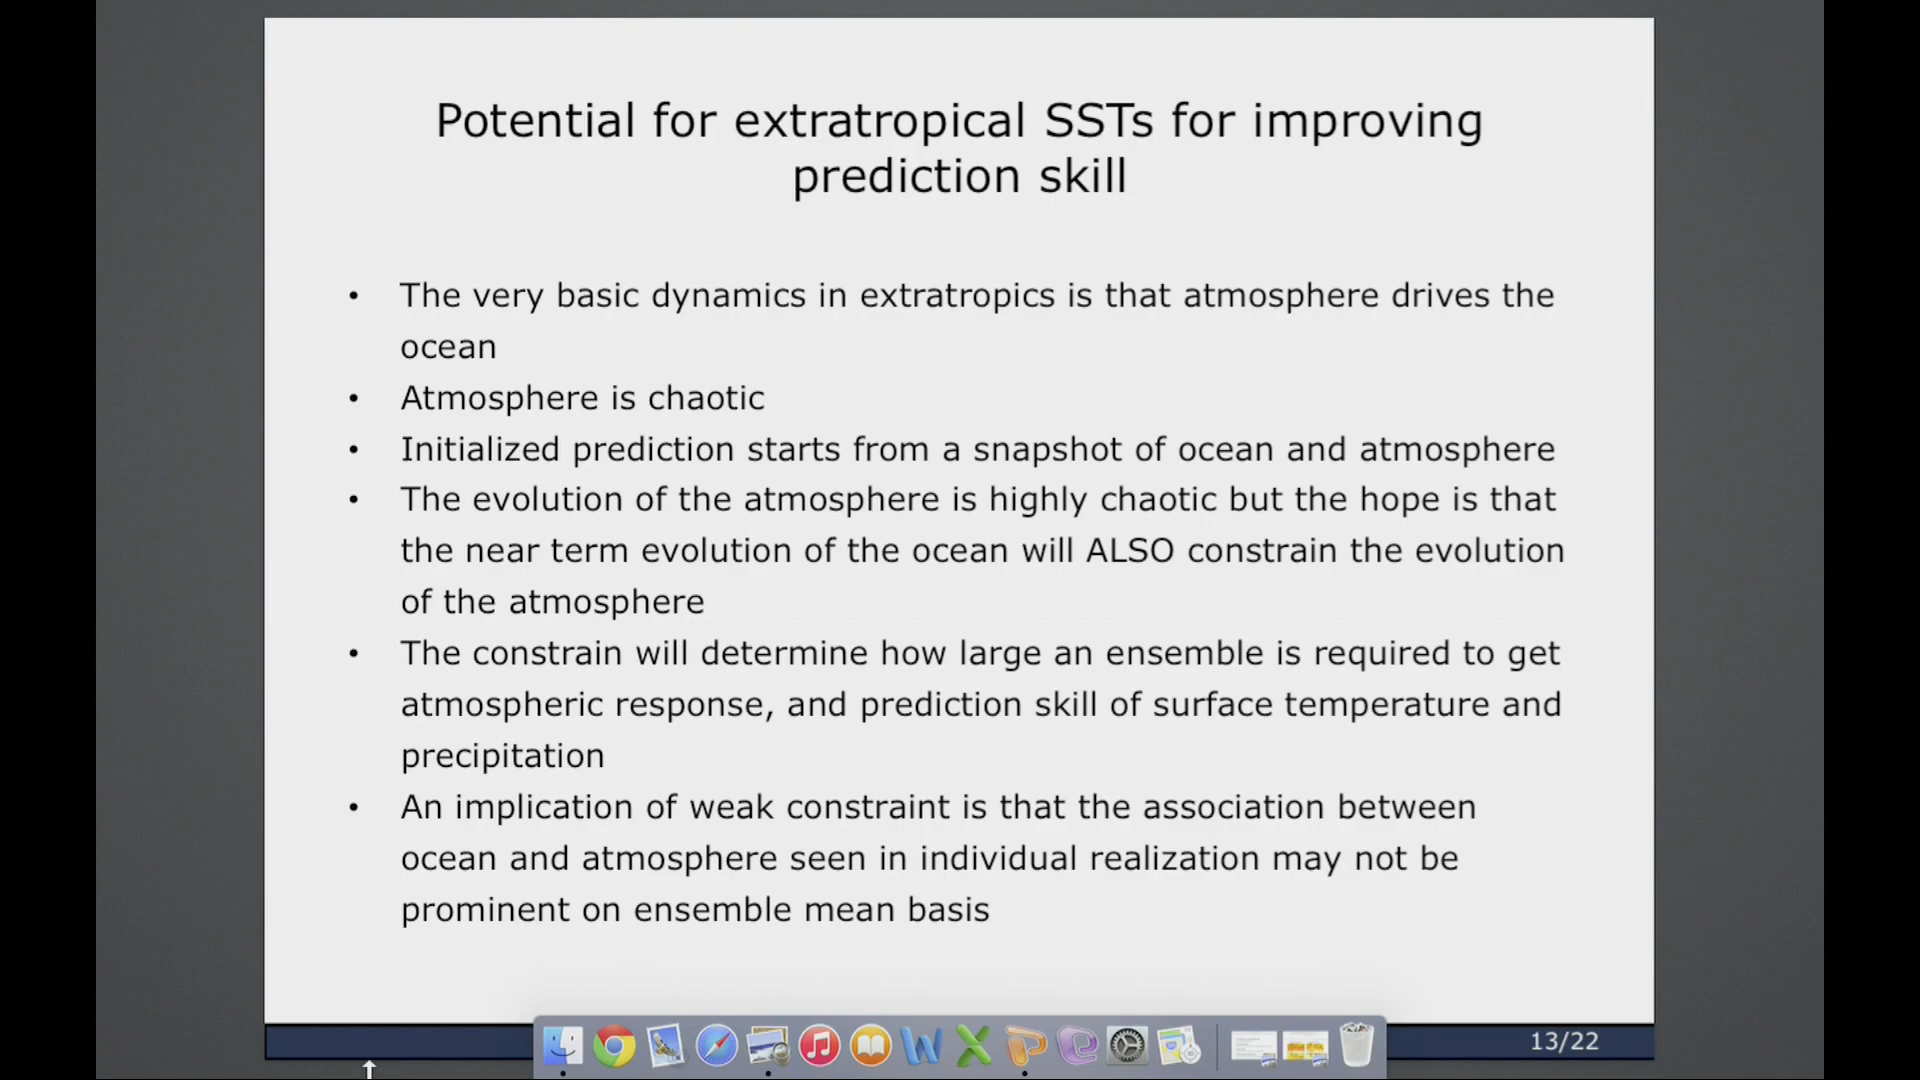 Potential for extratropical SSTs for improving
prediction skill
• The very basic dynamics in extratropics is that atmosphere drives the
ocean
• Atmosphere is chaotic
• Initialized prediction starts from a snapshot of ocean and atmosphere
• The evolution of the atmosphere is highly chaotic but the hope is that
the near term evolution of the ocean will ALSO constrain the evolution
of the atmosphere
• The constrain will determine how large an ensemble is required to get
atmospheric response, and prediction skill of surface temperature and
precipitation
• An implication of weak constraint is that the association between
ocean and atmosphere seen in individual realization may not be
prominent on ensemble mean basis
13/22